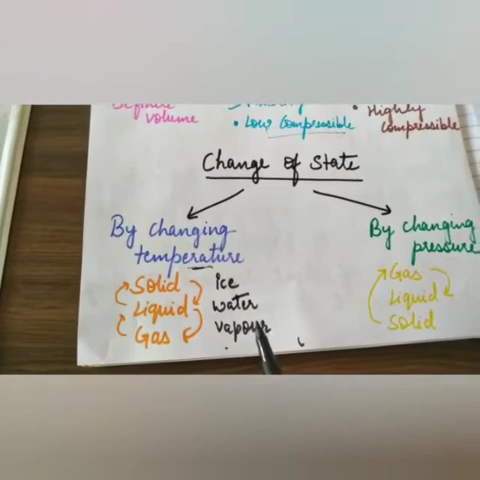 Definite
volume
• Low compressible
• Highly
compressible
Change of State
By changing
temperature
Solid Ice
Liquid water
Gas vapour
By changing
pressure
Gas
Liquid
Solid